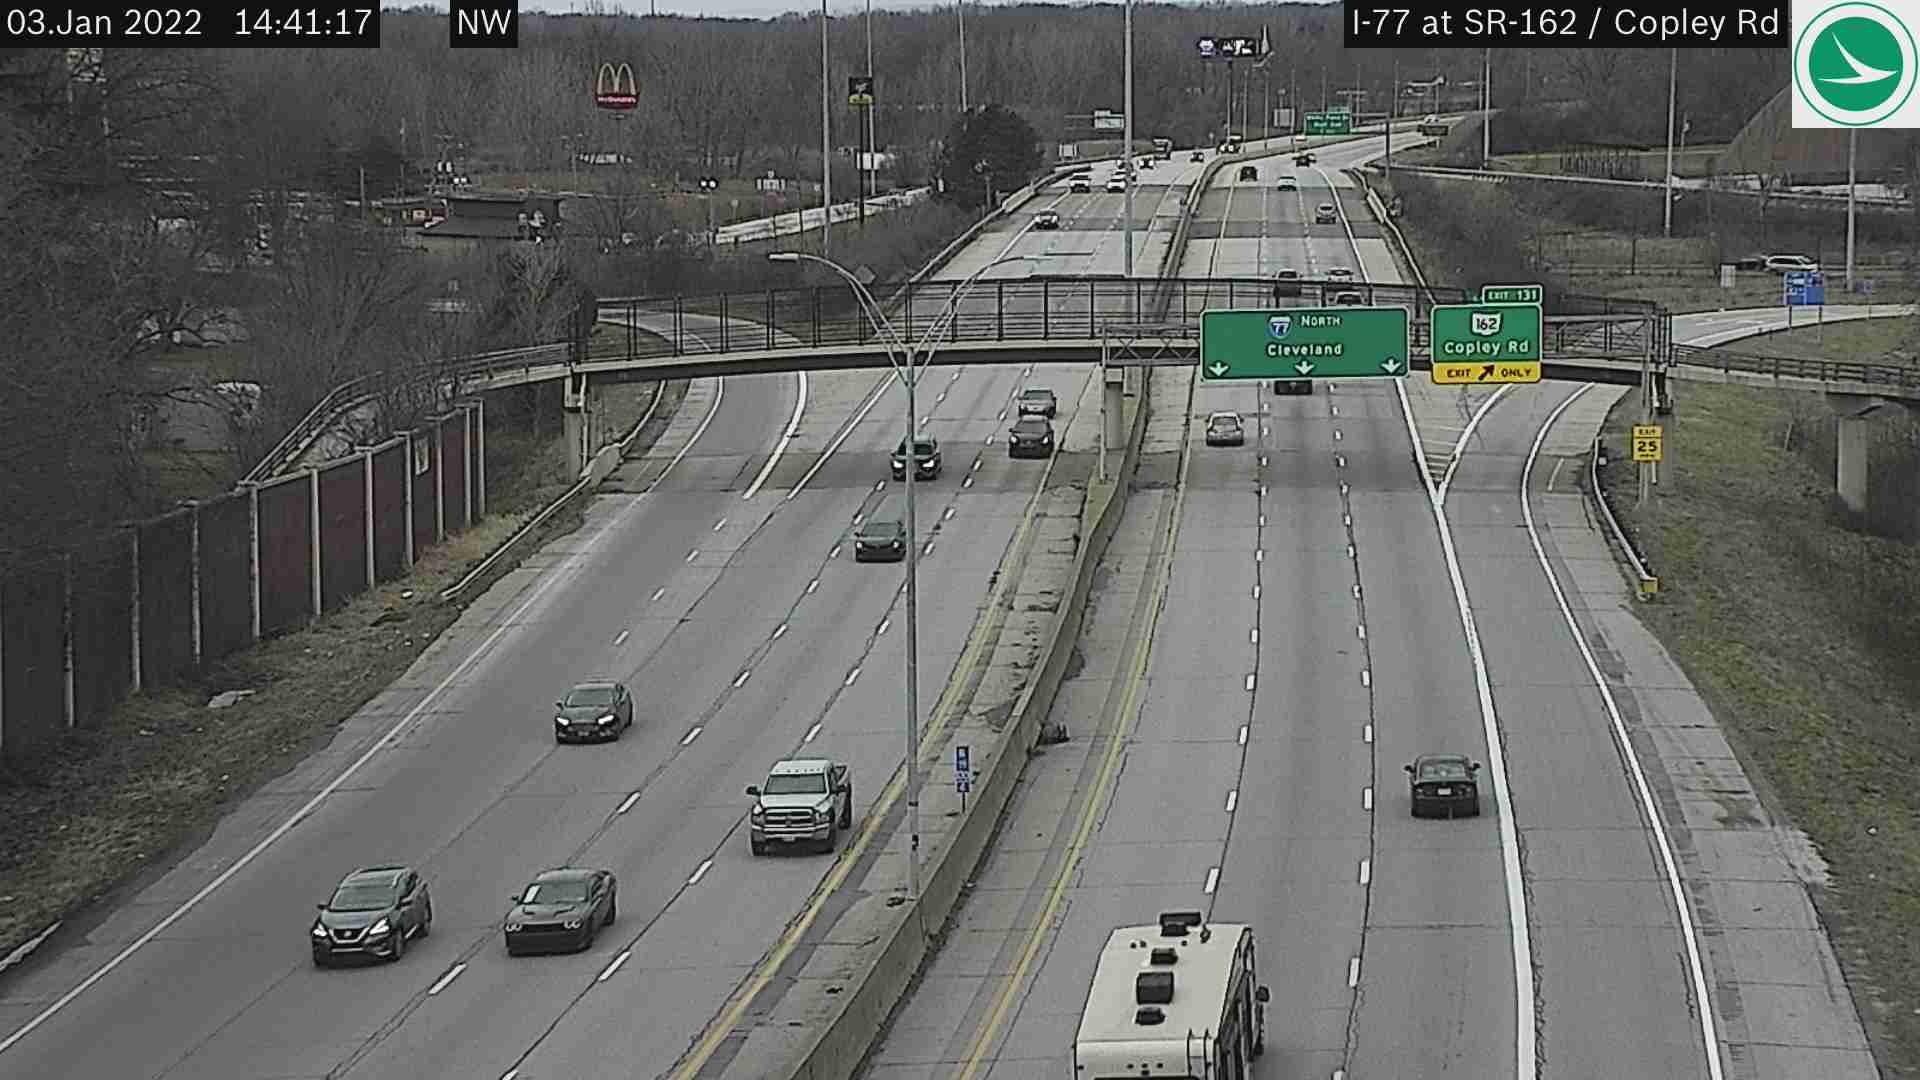 03.Jan 2022 14:41:17
NW
I-77 at SR-162 / Copley Rd
McDonald's
EXIT 131
77 NORTH
Cleveland
162
Copley Rd
EXIT ONLY
EXIT
25